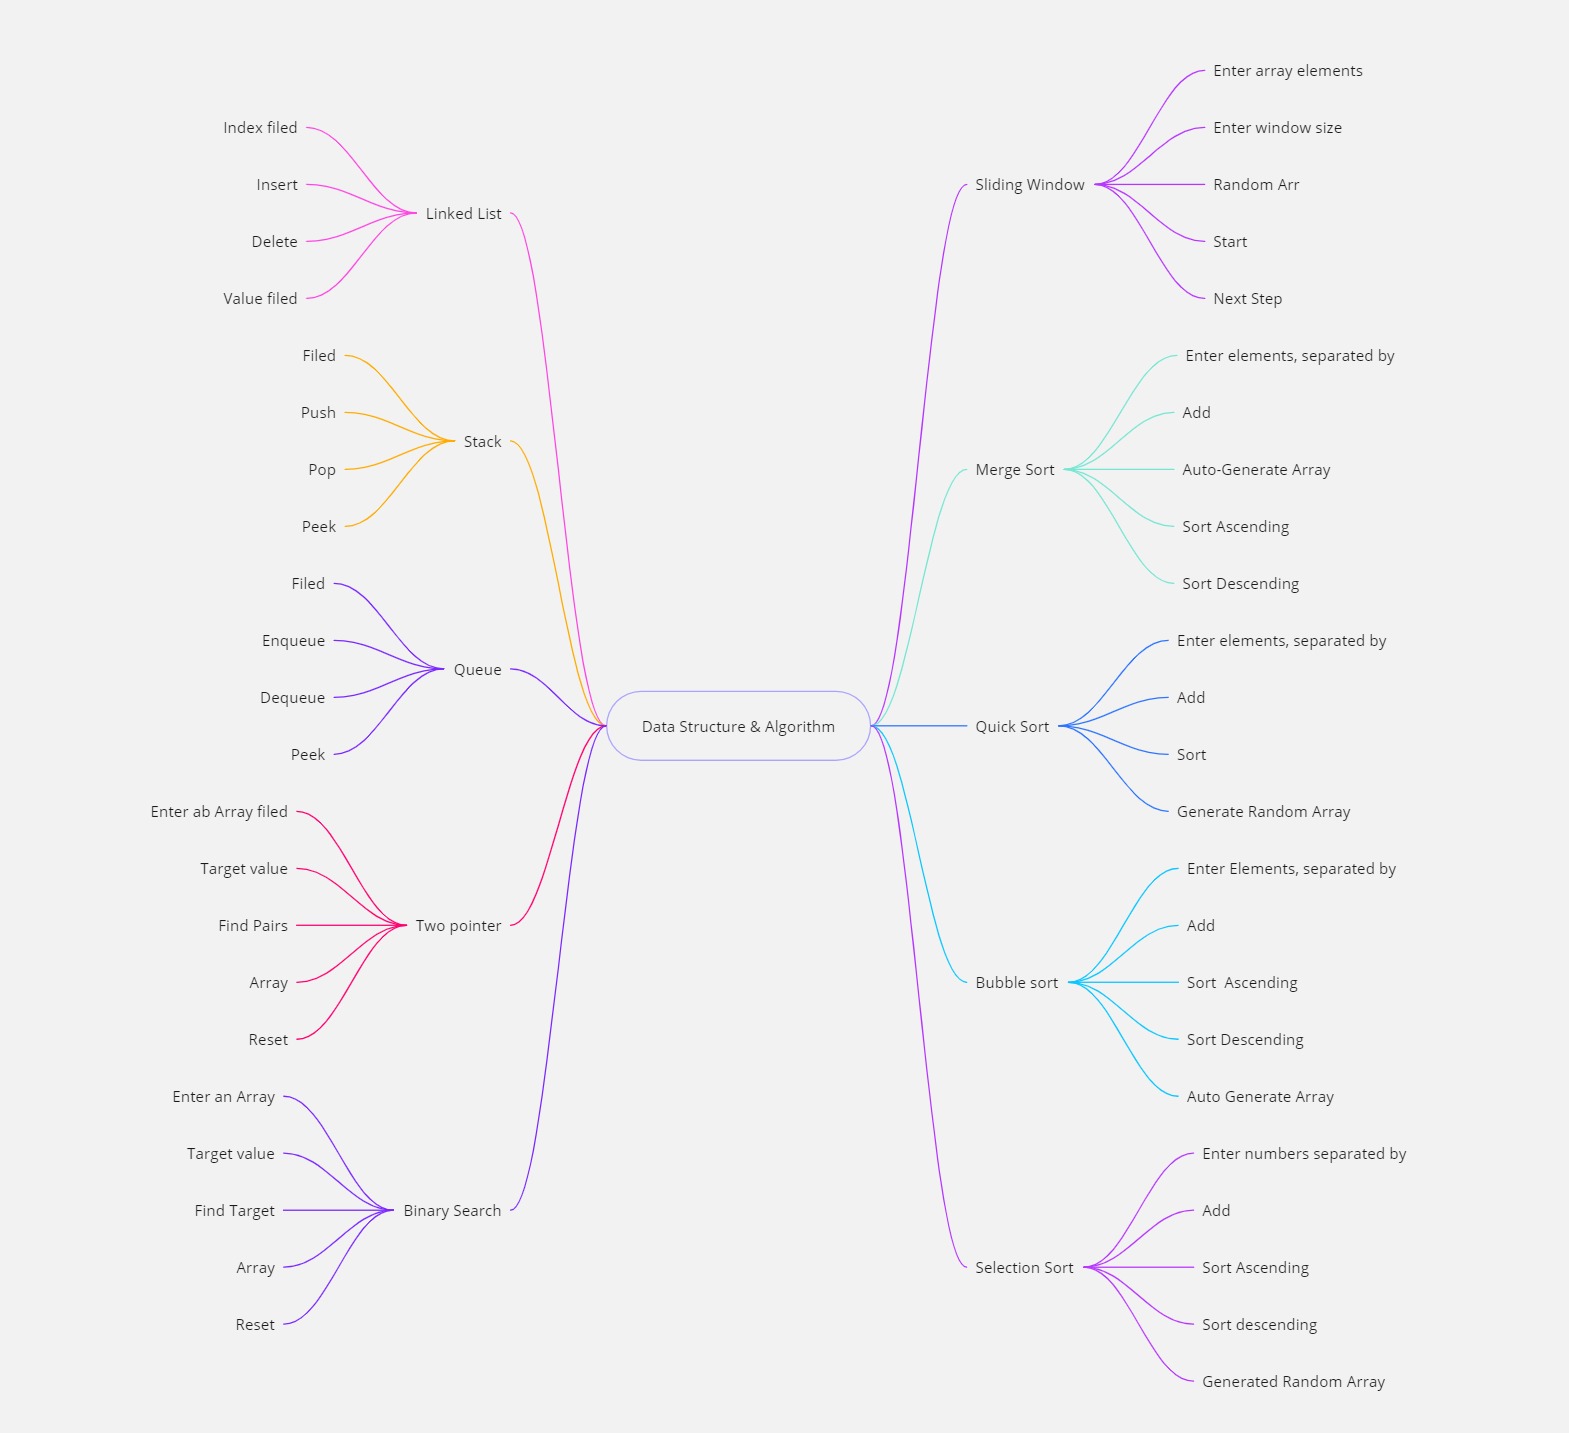 Data Structure & Algorithm
Linked List
Index filed
Insert
Delete
Value filed
Stack
Filed
Push
Pop
Peek
Queue
Filed
Enqueue
Dequeue
Peek
Two pointer
Enter ab Array filed
Target value
Find Pairs
Array
Reset
Binary Search
Enter an Array
Target value
Find Target
Array
Reset
Sliding Window
Enter array elements
Enter window size
Random Arr
Start
Next Step
Merge Sort
Enter elements, separated by
Add
Auto-Generate Array
Sort Ascending
Sort Descending
Quick Sort
Enter elements, separated by
Add
Sort
Generate Random Array
Bubble sort
Enter Elements, separated by
Add
Sort  Ascending
Sort Descending
Auto Generate Array
Selection Sort
Enter numbers separated by
Add
Sort Ascending
Sort descending
Generated Random Array